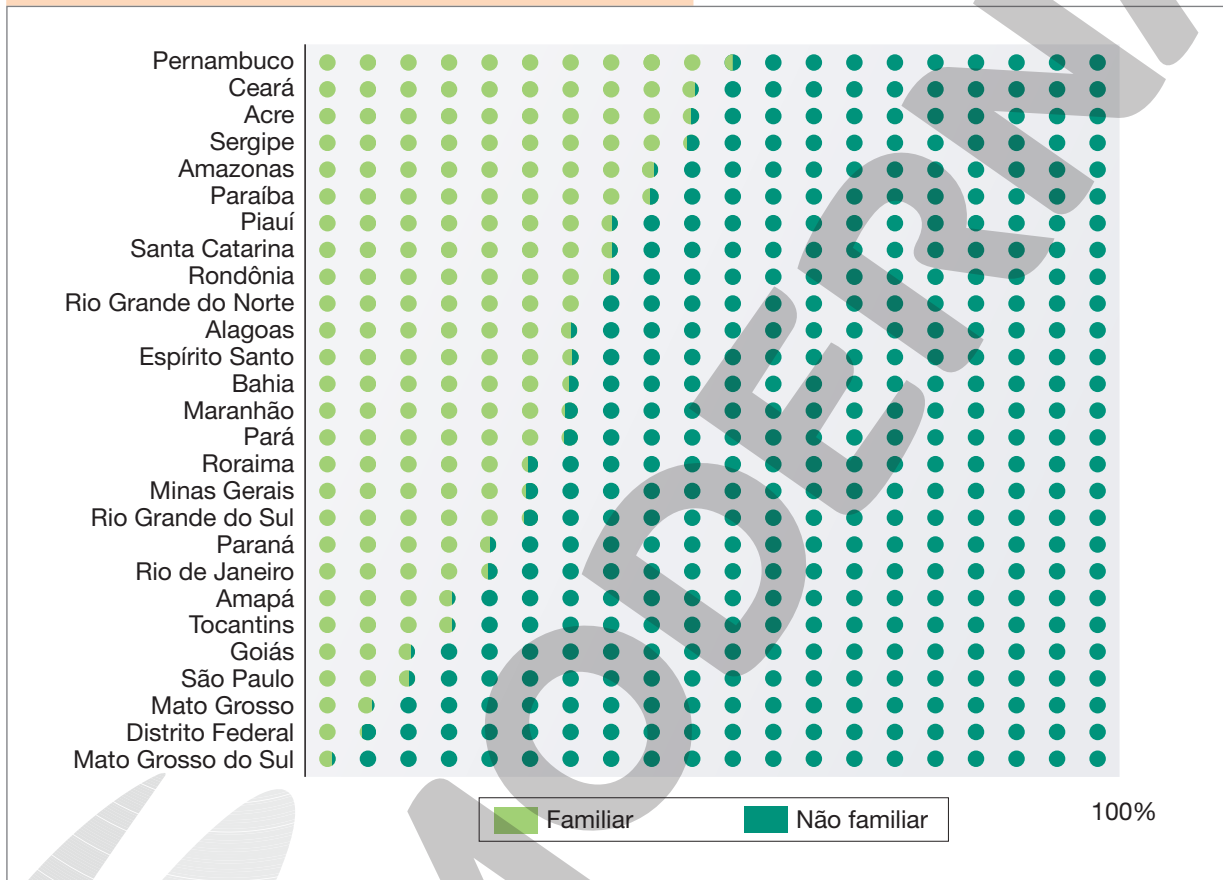 Pernambuco
Ceará
Acre
Sergipe
Amazonas
Paraíba
Piauí
Santa Catarina
Rondônia
Rio Grande do Norte
Alagoas
Espírito Santo
Bahia
Maranhão
Pará
Roraima
Minas Gerais
Rio Grande do Sul
Paraná
Rio de Janeiro
Amapá
Tocantins
Goiás
São Paulo
Mato Grosso
Distrito Federal
Mato Grosso do Sul
Familiar
Não familiar
100%
MODERN